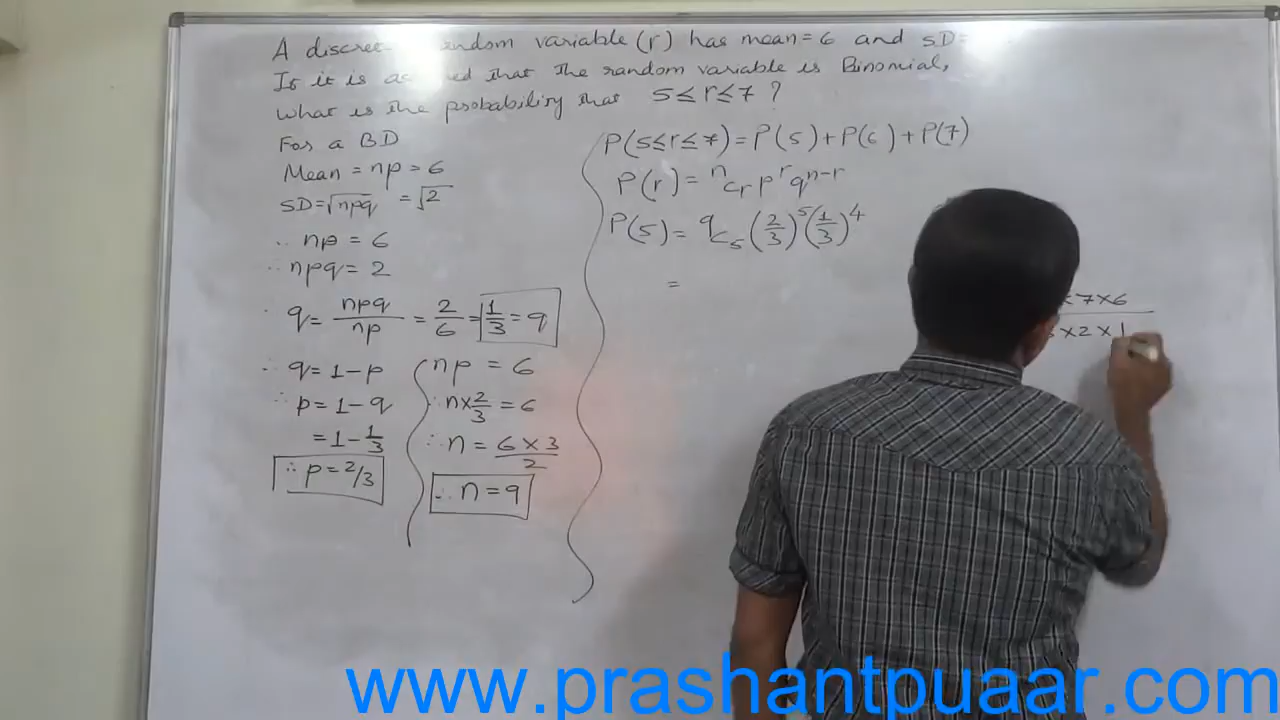 A random variable (r) has mean = 6 and SD=
If it is that the random variable is Binomial,
what is the probability that 5 ≤ r ≤ 7 ?
For a BD
Mean = np = 6
SD = √npq = √2
∴ np = 6
∴ npq = 2
∴ q = npq/np = 2/6 = 1/3 = q
∴ q = 1-p
∴ p = 1-q
= 1 - 1/3
∴ p = 2/3
np = 6
∴ n × 2/3 = 6
∴ n = 6×3/2
∴ n = 9
P(5≤r≤7) = P(5) + P(6) + P(7)
P(r) = ⁿCr pʳ qⁿ⁻ʳ
P(5) = ⁹C₅ (2/3)⁵ (1/3)⁴
=
×7×6
×2×1
www.prashantpuaar.com